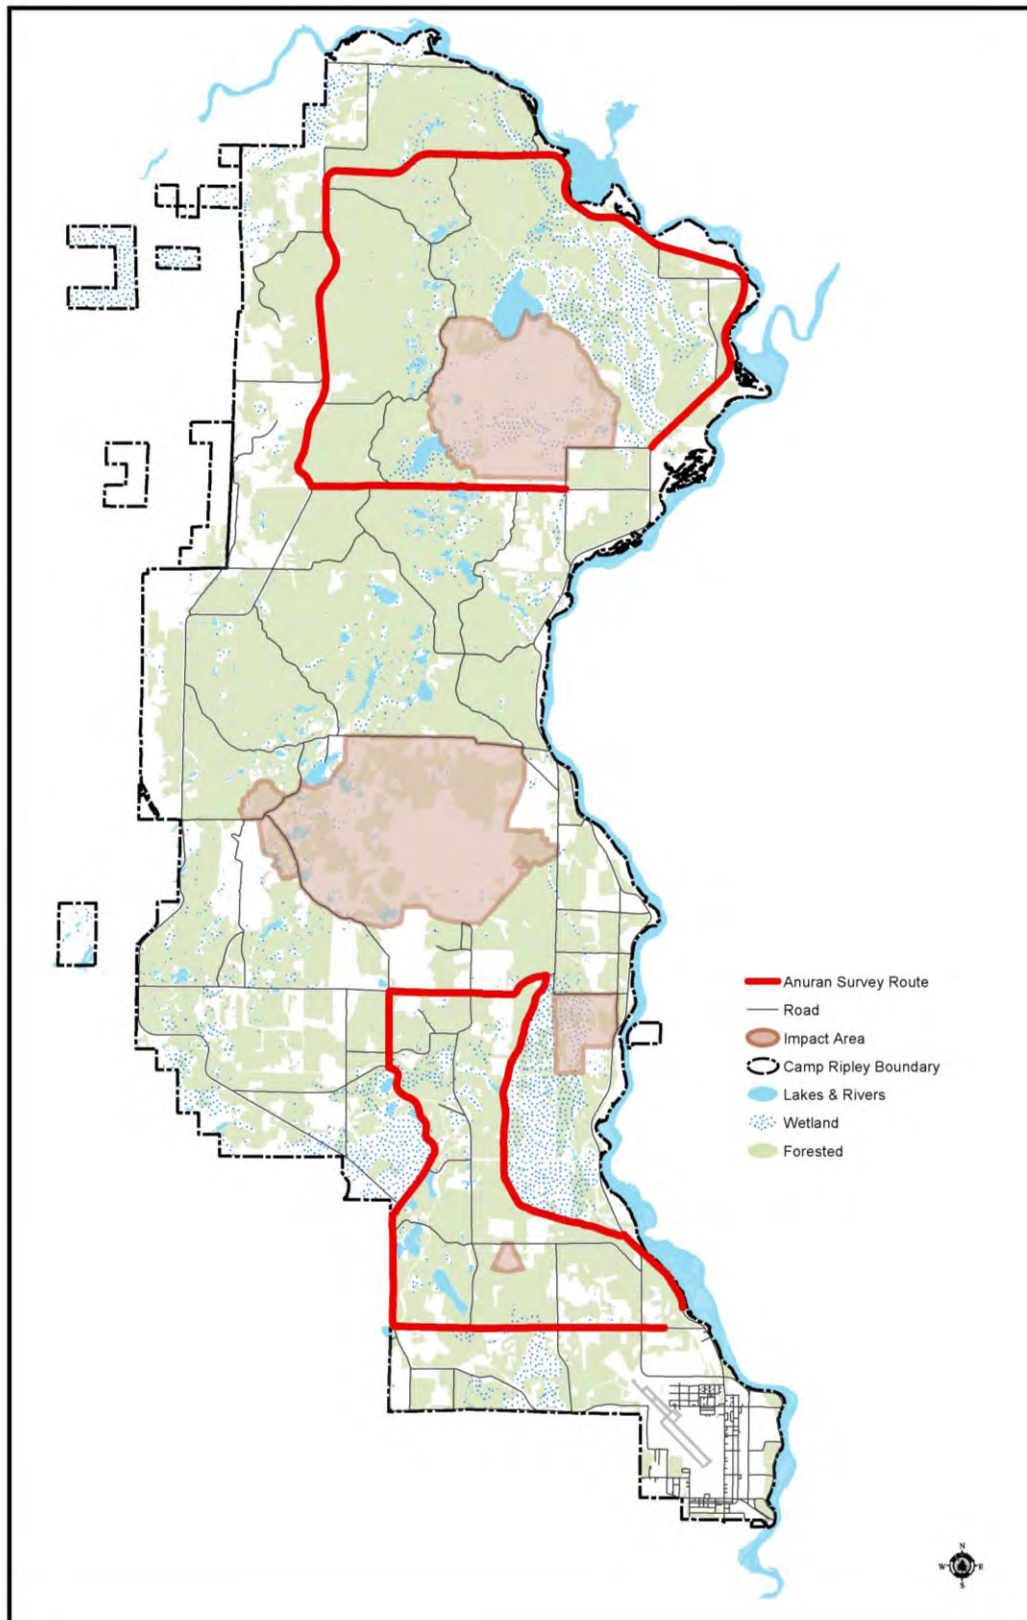 Anuran Survey Route
Road
Impact Area
Camp Ripley Boundary
Lakes & Rivers
Wetland
Forested
N
W
E
S